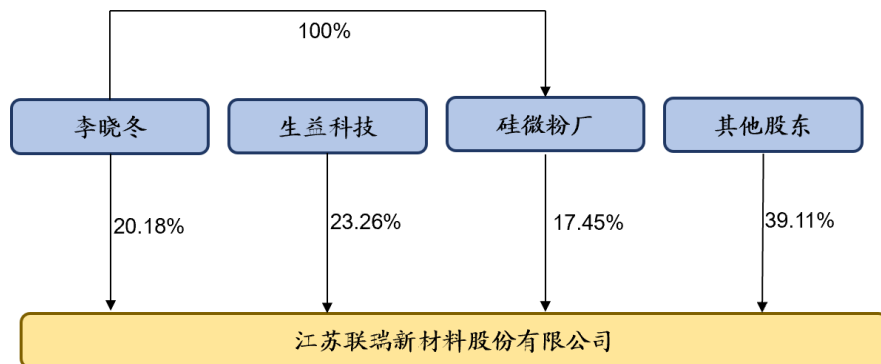 100%
李晓冬
生益科技
硅微粉厂
其他股东
20.18%
23.26%
17.45%
39.11%
江苏联瑞新材料股份有限公司